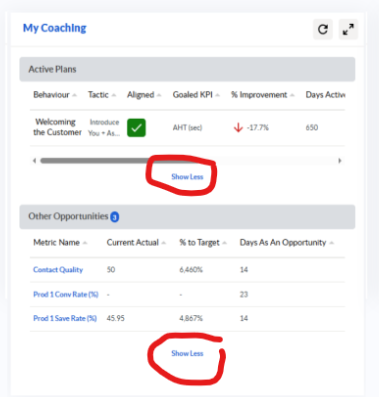 My Coaching
Active Plans
Behaviour Tactic Aligned Goaled KPI % Improvement Days Activ
Welcoming the Customer Introduce You + As... AHT (sec) -17.7% 650
Show Less
Other Opportunities 3
Metric Name Current Actual % to Target Days As An Opportunity
Contact Quality 50 6,460% 14
Prod 1 Conv Rate (%) - - 23
Prod 1 Save Rate (%) 45.95 4,867% 14
Show Less